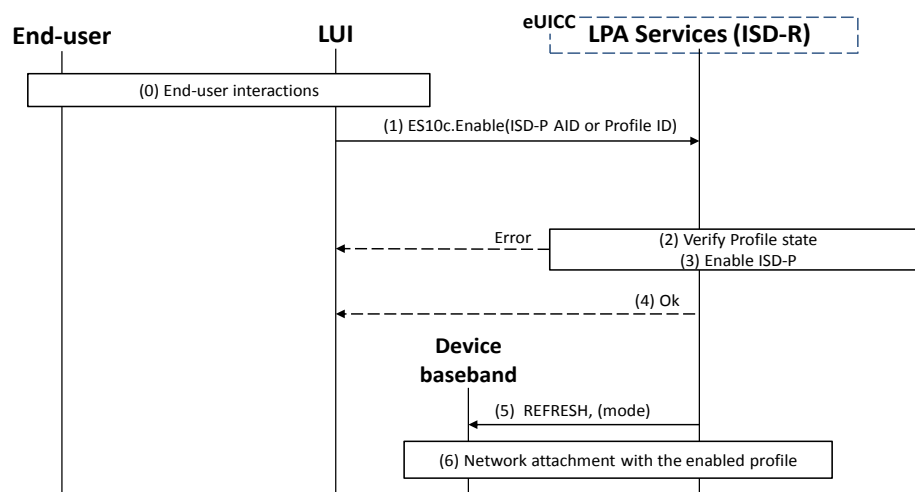 eUICC
End-user
LUI
LPA Services (ISD-R)
(0) End-user interactions
(1) ES10c.Enable(ISD-P AID or Profile ID)
Error
(2) Verify Profile state
(3) Enable ISD-P
(4) Ok
Device
baseband
(5) REFRESH, (mode)
(6) Network attachment with the enabled profile